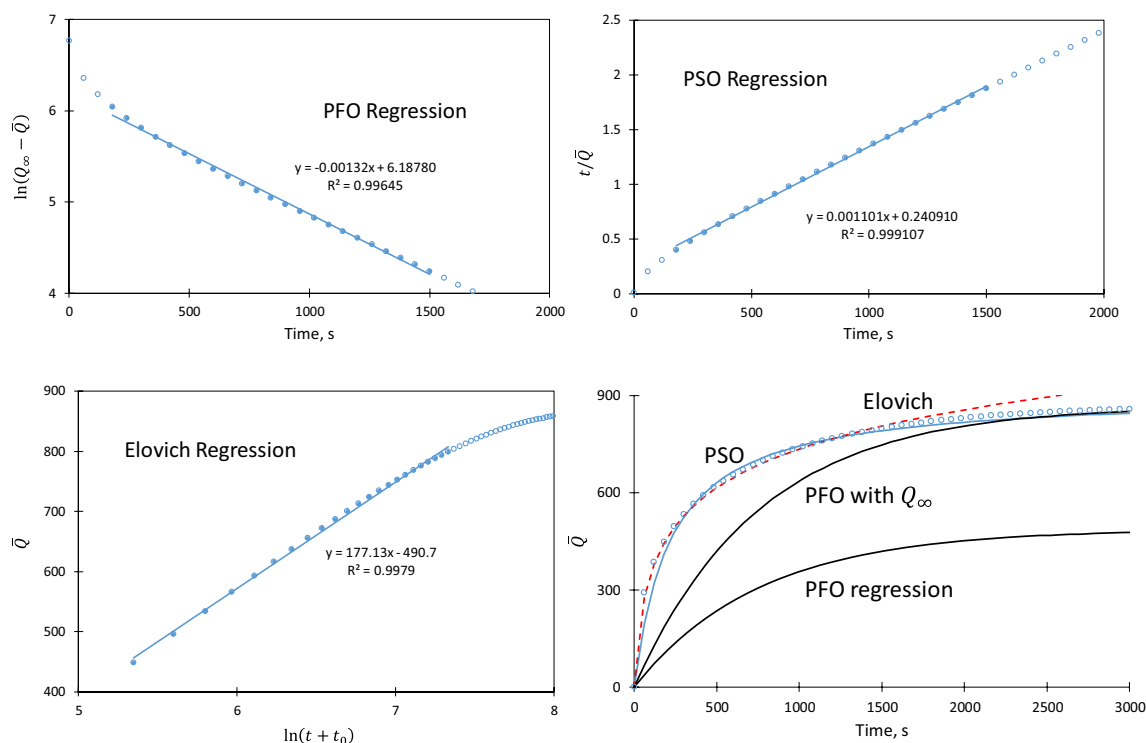 7
6
5
4
ln(Q∞ − Q̄)
PFO Regression
y = -0.00132x + 6.18780
R² = 0.99645
0 500 1000 1500 2000
Time, s
2.5
2
1.5
1
0.5
0
t/Q̄
PSO Regression
y = 0.001101x + 0.240910
R² = 0.999107
0 500 1000 1500 2000
Time, s
900
800
700
600
500
400
Q̄
Elovich Regression
y = 177.13x - 490.7
R² = 0.9979
5 6 7 8
ln(t + t₀)
900
600
300
0
Q̄
Elovich
PSO
PFO with Q∞
PFO regression
0 500 1000 1500 2000 2500 3000
Time, s